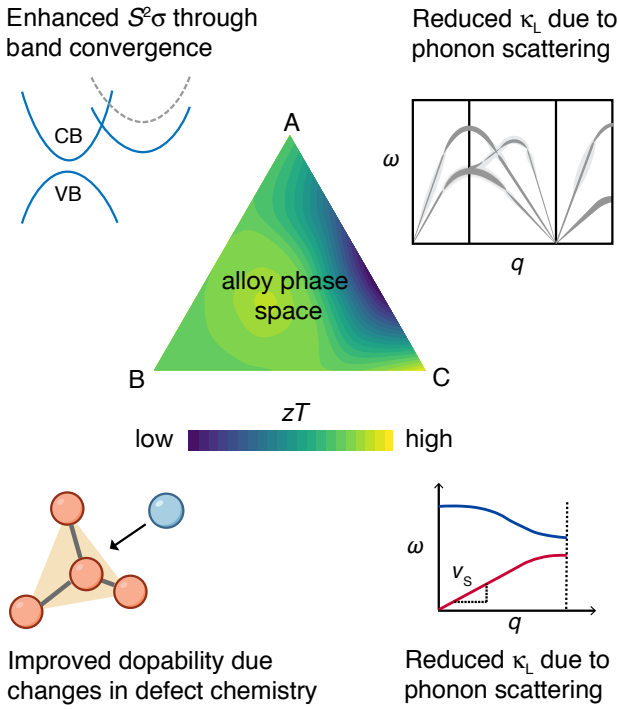 Enhanced S²σ through
band convergence
CB
VB
Reduced κL due to
phonon scattering
ω
q
A
alloy phase
space
B
C
zT
low
high
Improved dopability due
changes in defect chemistry
ω
vS
q
Reduced κL due to
phonon scattering